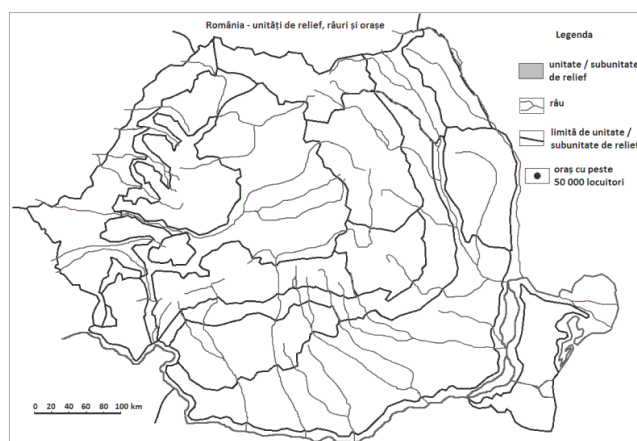 România - unități de relief, râuri și orașe
Legenda
unitate / subunitate
de relief
râu
limită de unitate /
subunitate de relief
oraș cu peste
50 000 locuitori
0 20 40 60 80 100 km